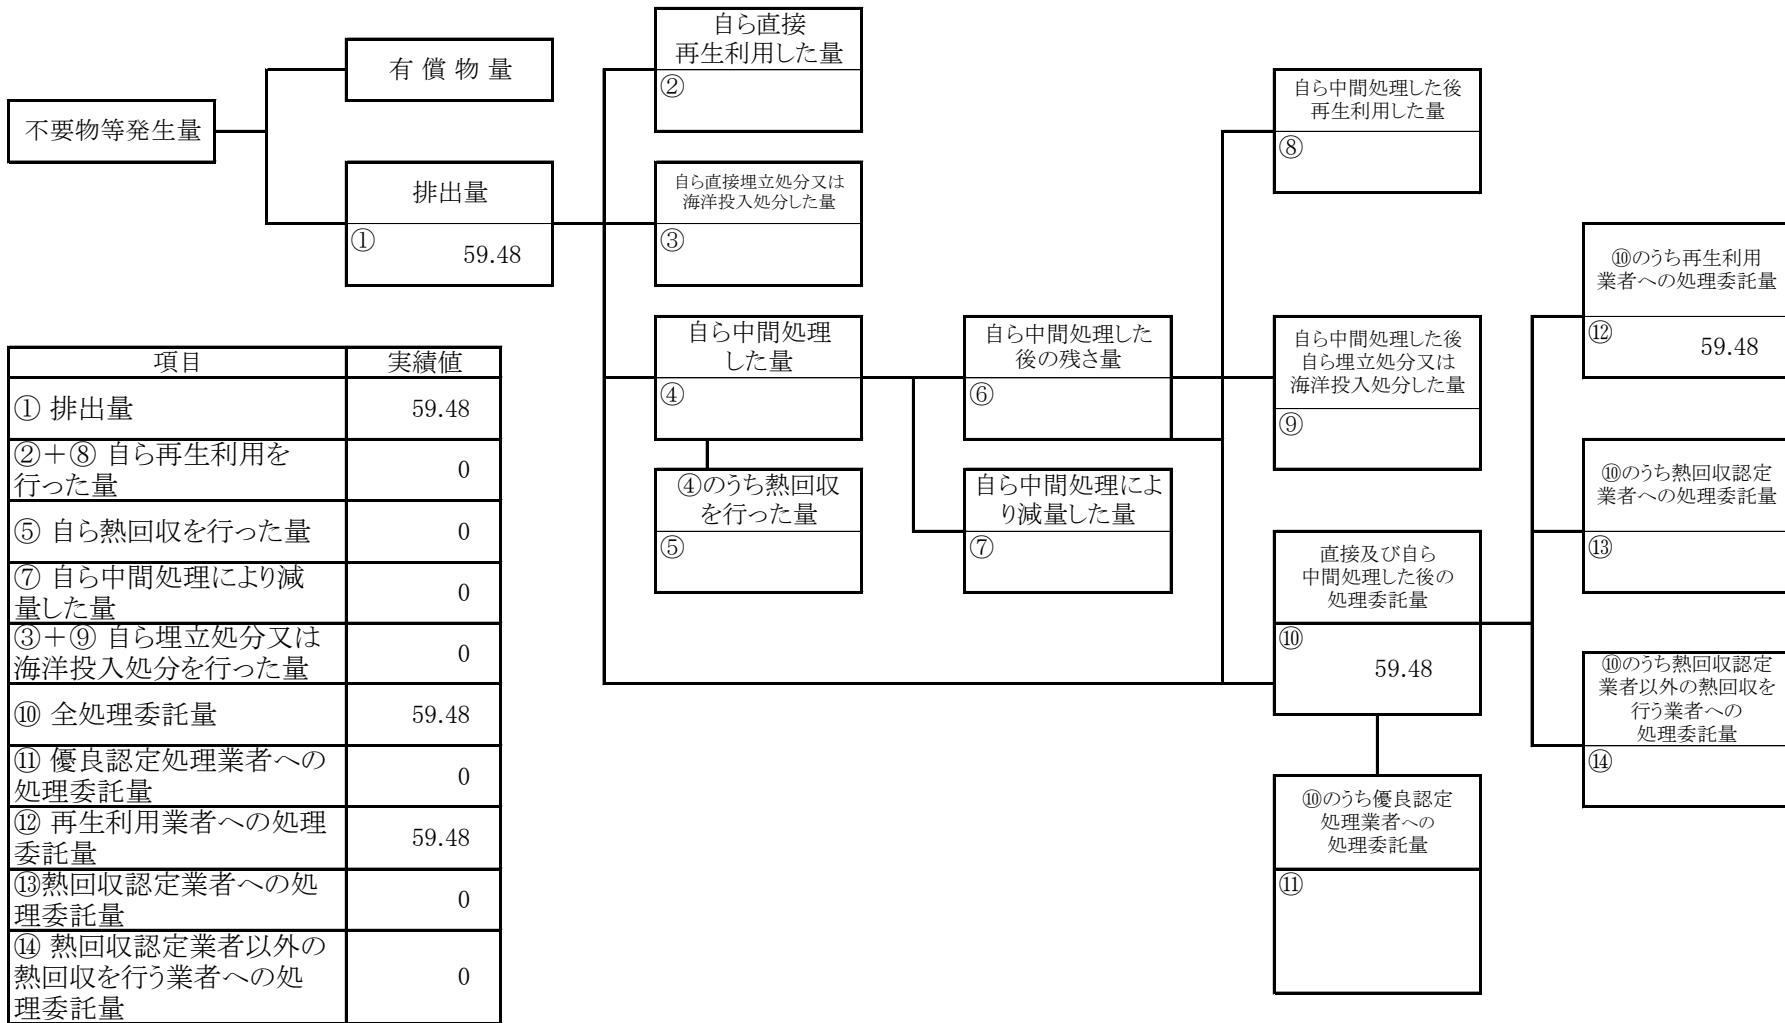 不要物等発生量
有 償 物 量
排出量
①
59.48
自ら直接
再生利用した量
②
自ら直接埋立処分又は
海洋投入処分した量
③
自ら中間処理
した量
④
④のうち熱回収
を行った量
⑤
自ら中間処理した
後の残さ量
⑥
自ら中間処理によ
り減量した量
⑦
自ら中間処理した後
再生利用した量
⑧
自ら中間処理した後
自ら埋立処分又は
海洋投入処分した量
⑨
直接及び自ら
中間処理した後の
処理委託量
⑩
59.48
⑩のうち優良認定
処理業者への
処理委託量
⑪
⑩のうち再生利用
業者への処理委託量
⑫
59.48
⑩のうち熱回収認定
業者への処理委託量
⑬
⑩のうち熱回収認定
業者以外の熱回収を
行う業者への
処理委託量
⑭
項目 実績値
① 排出量 59.48
②＋⑧ 自ら再生利用を
行った量 0
⑤ 自ら熱回収を行った量 0
⑦ 自ら中間処理により減
量した量 0
③＋⑨ 自ら埋立処分又は
海洋投入処分を行った量 0
⑩ 全処理委託量 59.48
⑪ 優良認定処理業者への
処理委託量 0
⑫ 再生利用業者への処理
委託量 59.48
⑬熱回収認定業者への処
理委託量 0
⑭ 熱回収認定業者以外の
熱回収を行う業者への処
理委託量 0